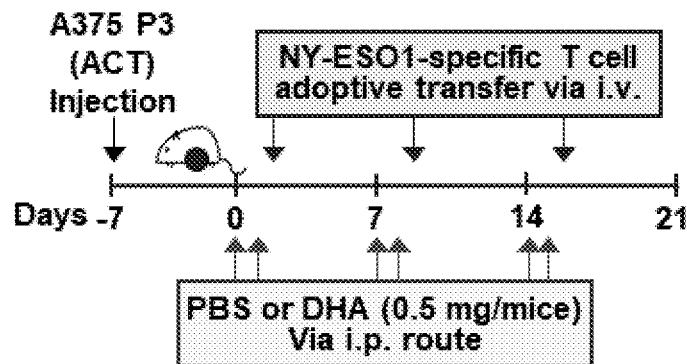 A375 P3
(ACT)
Injection
NY-ESO1-specific T cell
adoptive transfer via i.v.
Days -7 0 7 14 21
PBS or DHA (0.5 mg/mice)
Via i.p. route